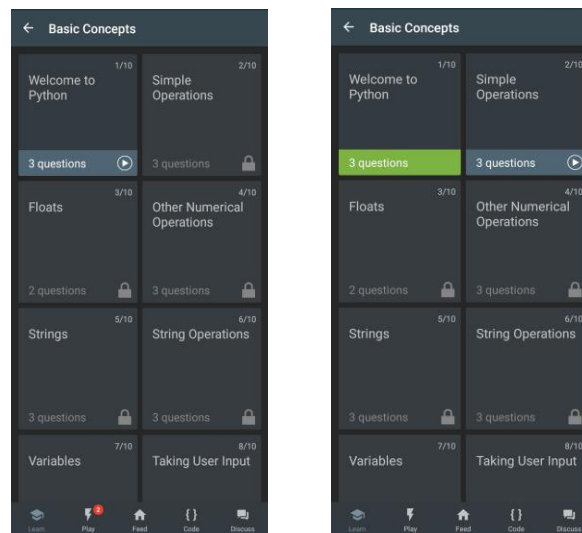 Basic Concepts
1/10
Welcome to
Python
3 questions
2/10
Simple
Operations
3 questions
3/10
Floats
2 questions
4/10
Other Numerical
Operations
3 questions
5/10
Strings
3 questions
6/10
String Operations
3 questions
7/10
Variables
8/10
Taking User Input
Learn
Play
2
Feed
{ }
Code
Discuss
Basic Concepts
1/10
Welcome to
Python
3 questions
2/10
Simple
Operations
3 questions
3/10
Floats
2 questions
4/10
Other Numerical
Operations
3 questions
5/10
Strings
3 questions
6/10
String Operations
3 questions
7/10
Variables
8/10
Taking User Input
Learn
Play
Feed
{ }
Code
Discuss